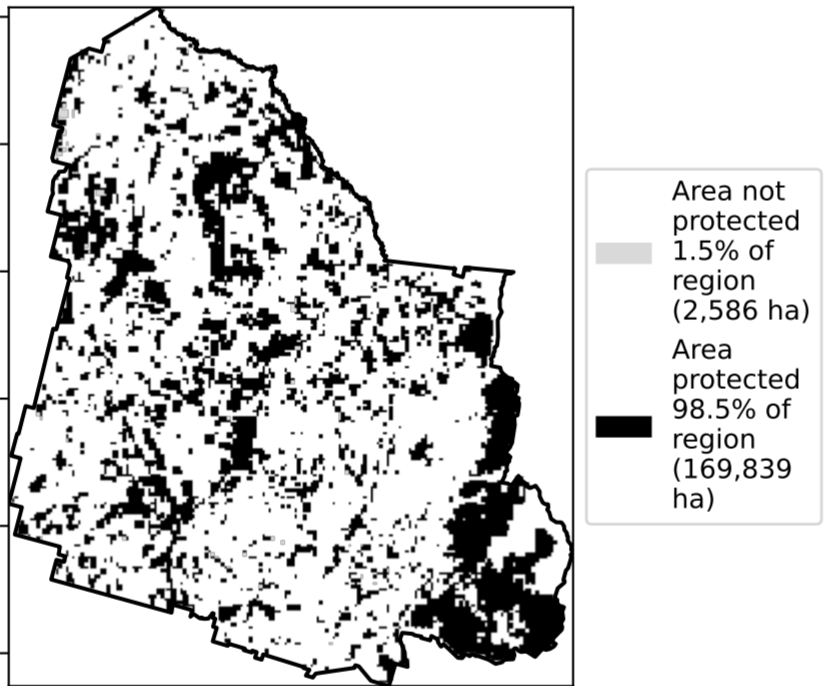 Area not
protected
1.5% of
region
(2,586 ha)
Area
protected
98.5% of
region
(169,839
ha)